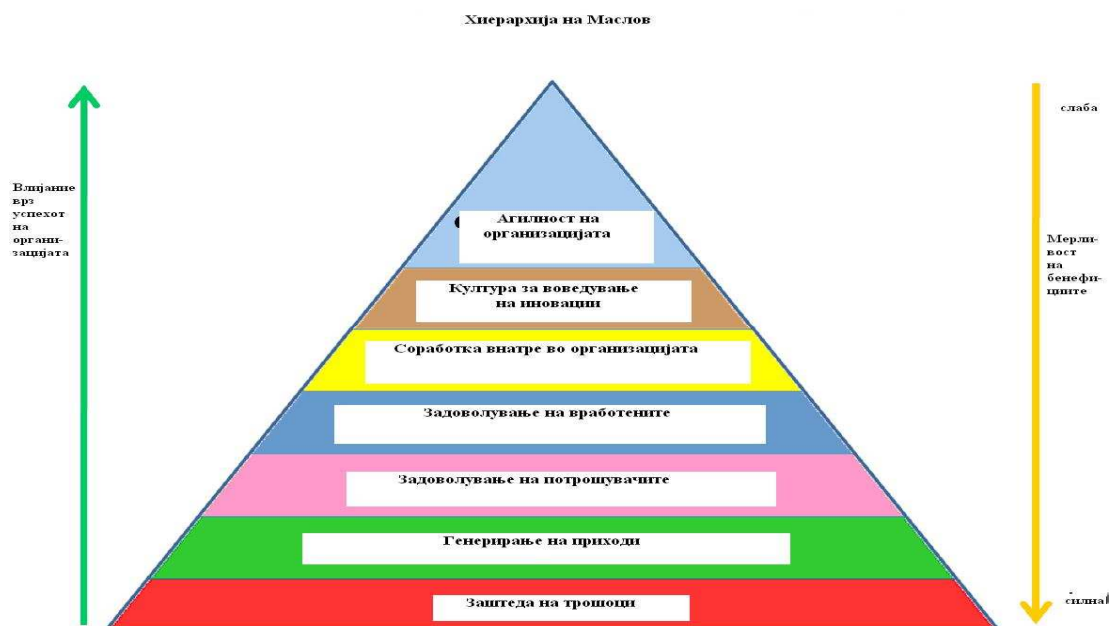 Хиерархија на Маслов
слаба
Влијание
врз
успехот
на
органи-
зацијата
Агилност на
организацијата
Мерли-
вост
на
бенефи-
циите
Култура за воведување
на иновации
Соработка внатре во организацијата
Задоволување на вработените
Задоволување на потрошувачите
Генерирање на приходи
Заштеда на трошоци
силна